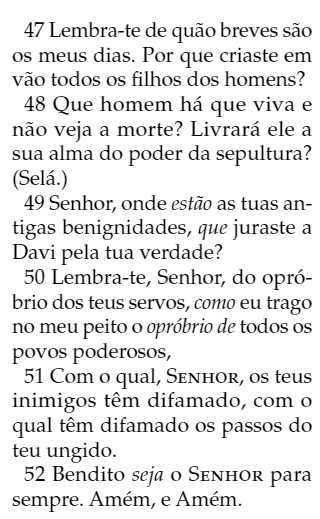 47 Lembra-te de quão breves são
os meus dias. Por que criaste em
vão todos os filhos dos homens?
48 Que homem há que viva e
não veja a morte? Livrará ele a
sua alma do poder da sepultura?
(Selá.)
49 Senhor, onde estão as tuas an-
tigas benignidades, que juraste a
Davi pela tua verdade?
50 Lembra-te, Senhor, do opró-
brio dos teus servos, como eu trago
no meu peito o opróbrio de todos os
povos poderosos,
51 Com o qual, SENHOR, os teus
inimigos têm difamado, com o
qual têm difamado os passos do
teu ungido.
52 Bendito seja o SENHOR para
sempre. Amém, e Amém.